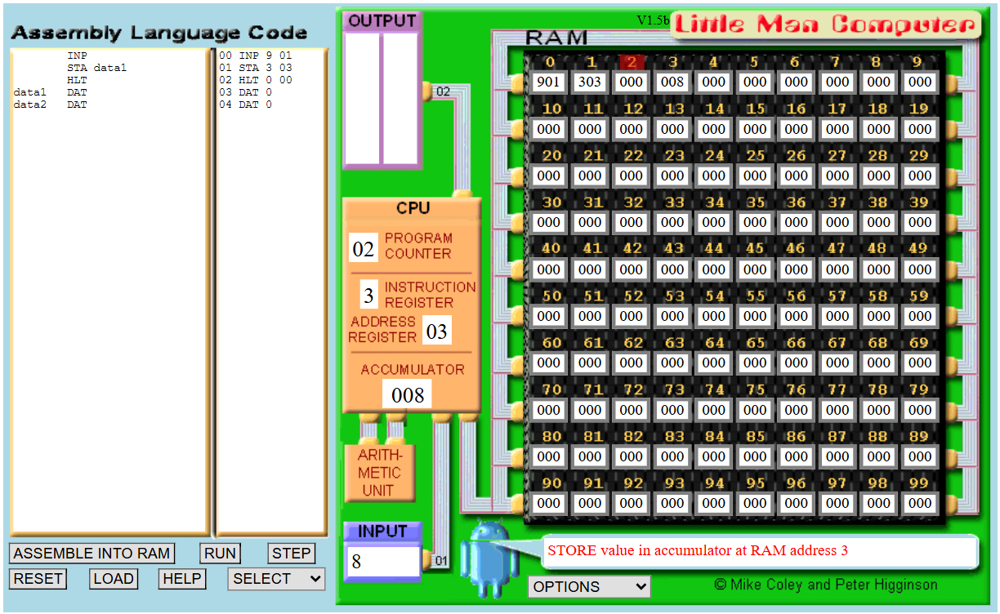 Assembly Language Code
INP
STA data1
HLT
data1 DAT
data2 DAT
00 INP 9 01
01 STA 3 03
02 HLT 0 00
03 DAT 0
04 DAT 0
ASSEMBLE INTO RAM RUN STEP
RESET LOAD HELP SELECT
OUTPUT
02
CPU
02 PROGRAM
COUNTER
3 INSTRUCTION
REGISTER
ADDRESS
REGISTER 03
ACCUMULATOR
008
ARITH-
METIC
UNIT
INPUT
8
01
V1.5b
Little Man Computer
RAM
0 1 2 3 4 5 6 7 8 9
901 303 000 008 000 000 000 000 000 000
10 11 12 13 14 15 16 17 18 19
000 000 000 000 000 000 000 000 000 000
20 21 22 23 24 25 26 27 28 29
000 000 000 000 000 000 000 000 000 000
30 31 32 33 34 35 36 37 38 39
000 000 000 000 000 000 000 000 000 000
40 41 42 43 44 45 46 47 48 49
000 000 000 000 000 000 000 000 000 000
50 51 52 53 54 55 56 57 58 59
000 000 000 000 000 000 000 000 000 000
60 61 62 63 64 65 66 67 68 69
000 000 000 000 000 000 000 000 000 000
70 71 72 73 74 75 76 77 78 79
000 000 000 000 000 000 000 000 000 000
80 81 82 83 84 85 86 87 88 89
000 000 000 000 000 000 000 000 000 000
90 91 92 93 94 95 96 97 98 99
000 000 000 000 000 000 000 000 000 000
STORE value in accumulator at RAM address 3
OPTIONS
© Mike Coley and Peter Higginson